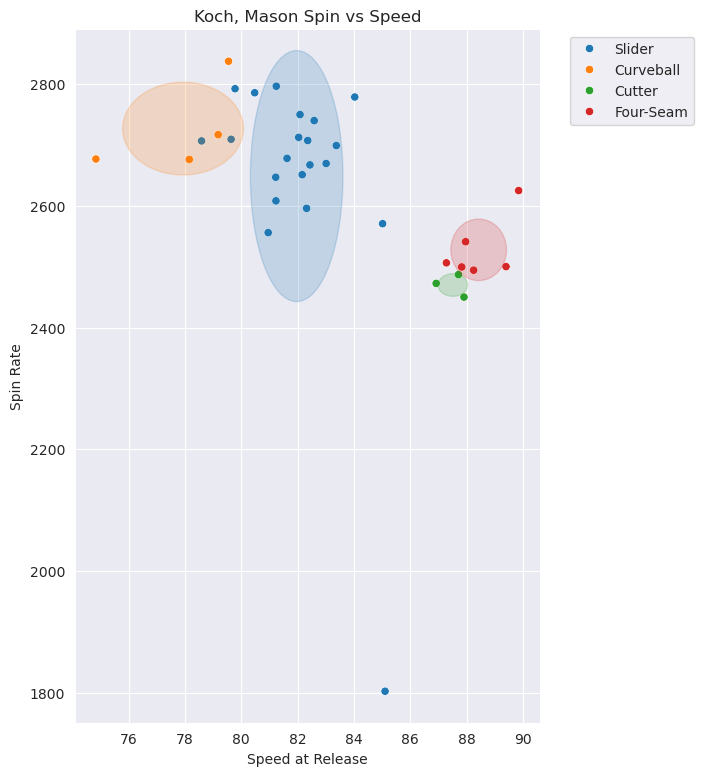 Koch, Mason Spin vs Speed
Slider
Curveball
Cutter
Four-Seam
2800
2600
2400
2200
2000
1800
Spin Rate
76 78 80 82 84 86 88 90
Speed at Release